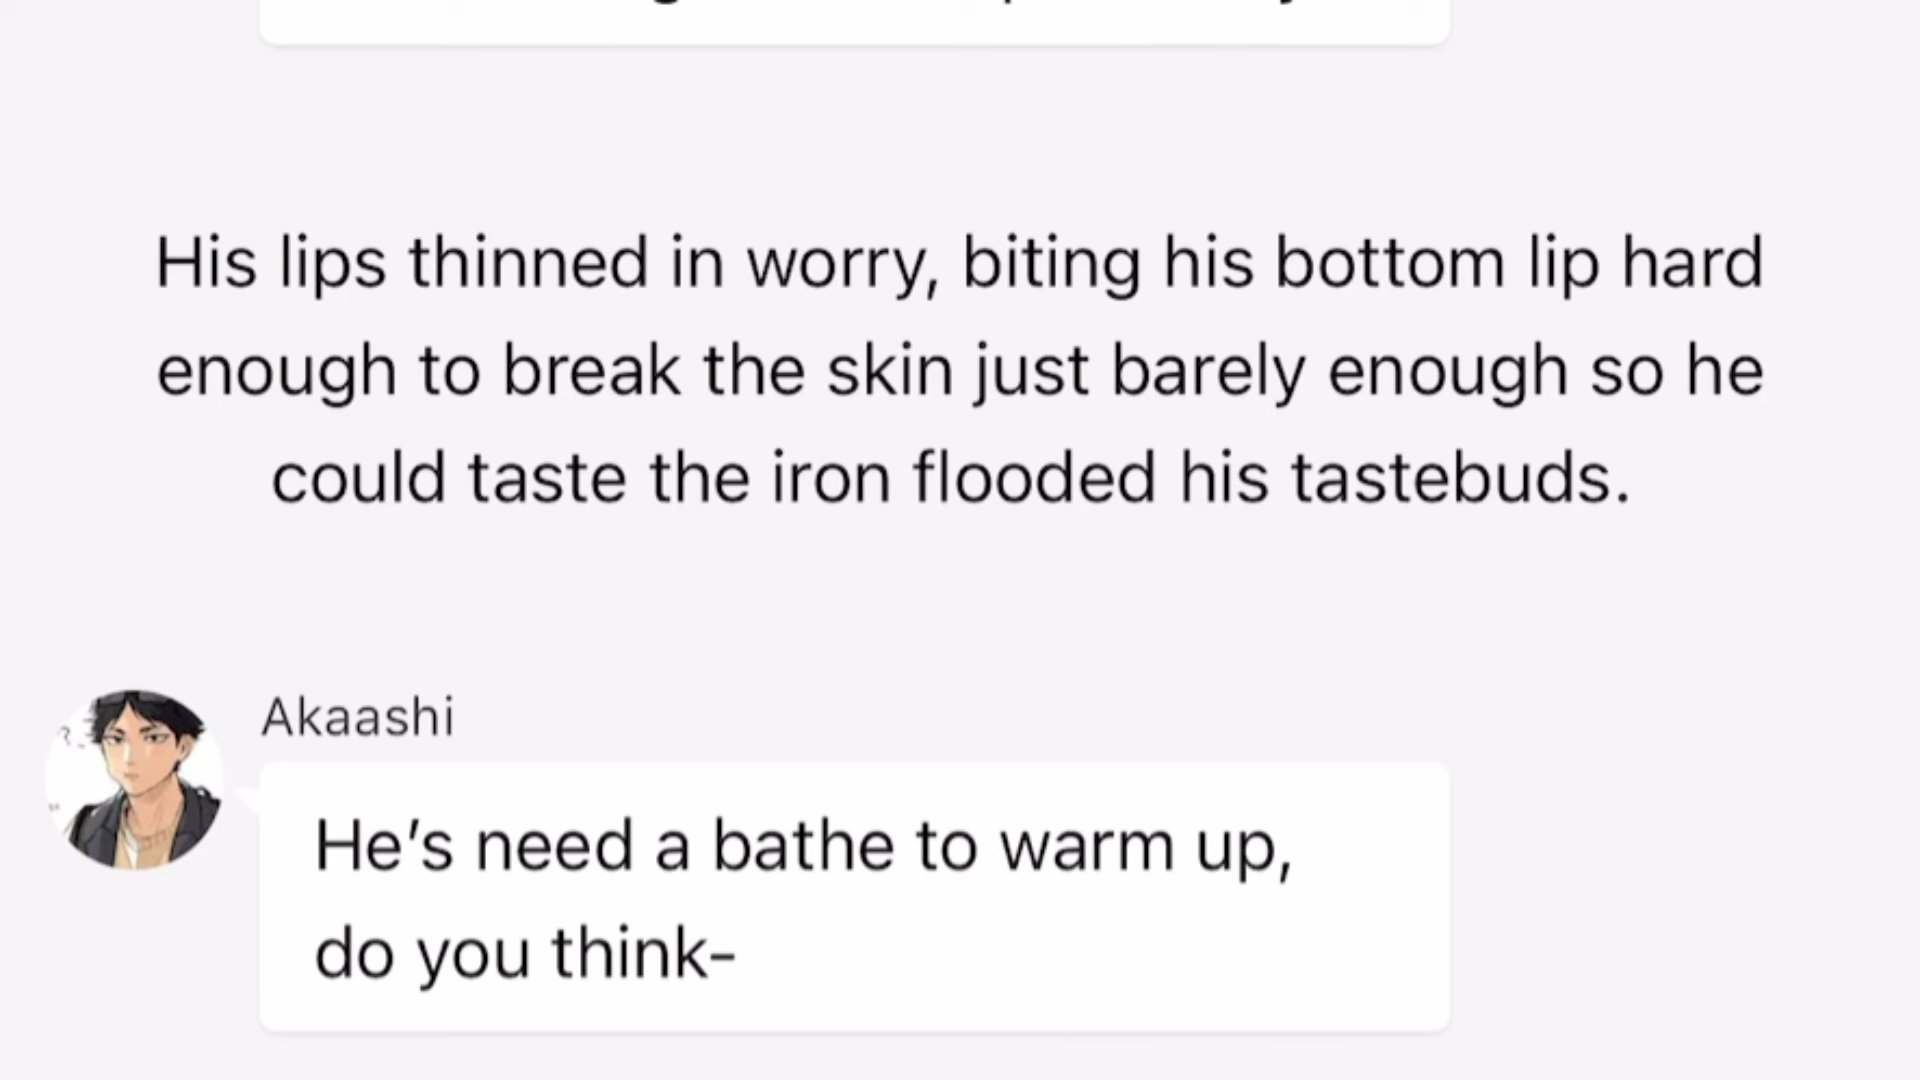 His lips thinned in worry, biting his bottom lip hard
enough to break the skin just barely enough so he
could taste the iron flooded his tastebuds.
Akaashi
He’s need a bathe to warm up,
do you think-